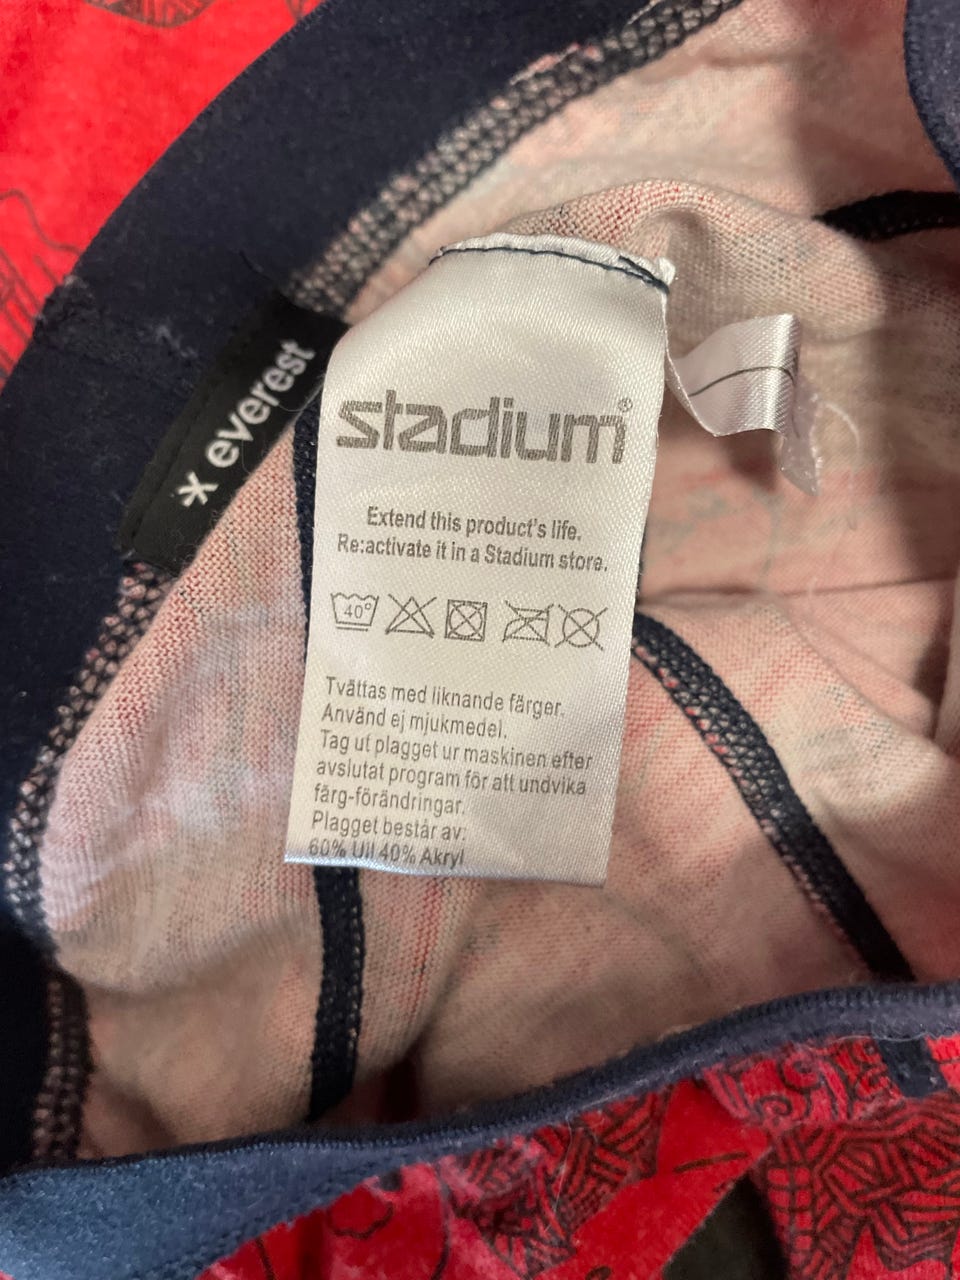 everest
stadium®
Extend this product's life.
Re:activate it in a Stadium store.
40°
Tvättas med liknande färger.
Använd ej mjukmedel.
Tag ut plagget ur maskinen efter
avslutat program för att undvika
färg-förändringar.
Plagget består av:
60% Ull 40% Akryl